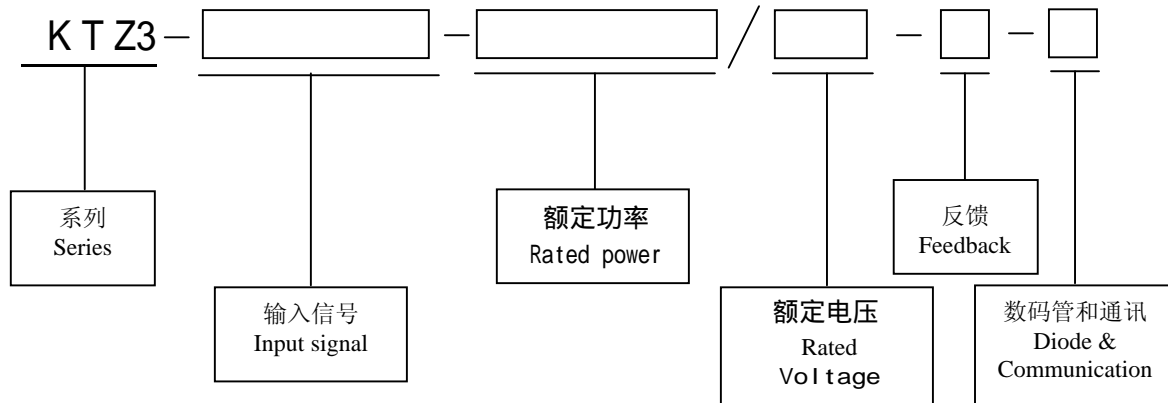 KTZ3 — — / — —
系列
Series
输入信号
Input signal
额定功率
Rated power
额定电压
Rated
Voltage
反馈
Feedback
数码管和通讯
Diode &
Communication